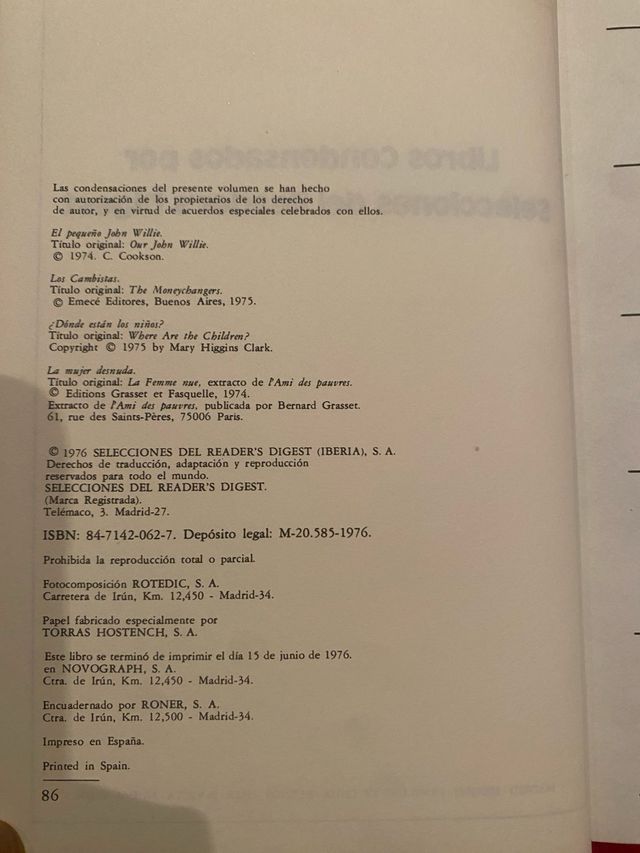 Libros Condensados por
Las condensaciones del presente volumen se han hecho
con autorización de los propietarios de los derechos
de autor, y en virtud de acuerdos especiales celebrados con ellos.
El pequeño John Willie.
Título original: Our John Willie.
© 1974. C. Cookson.
Los Cambistas.
Título original: The Moneychangers.
© Emecé Editores, Buenos Aires, 1975.
¿Dónde están los niños?
Título original: Where Are the Children?
Copyright © 1975 by Mary Higgins Clark.
La mujer desnuda.
Título original: La Femme nue, extracto de l'Ami des pauvres.
© Editions Grasset et Fasquelle, 1974.
Extracto de l'Ami des pauvres, publicada por Bernard Grasset.
61, rue des Saints-Pères, 75006 Paris.
© 1976 SELECCIONES DEL READER'S DIGEST (IBERIA), S. A.
Derechos de traducción, adaptación y reproducción
reservados para todo el mundo.
SELECCIONES DEL READER'S DIGEST.
(Marca Registrada).
Telémaco, 3. Madrid-27.
ISBN: 84-7142-062-7. Depósito legal: M-20.585-1976.
Prohibida la reproducción total o parcial.
Fotocomposición ROTEDIC, S. A.
Carretera de Irún, Km. 12,450 - Madrid-34.
Papel fabricado especialmente por
TORRAS HOSTENCH, S. A.
Este libro se terminó de imprimir el día 15 de junio de 1976.
en NOVOGRAPH, S. A.
Ctra. de Irún, Km. 12,450 - Madrid-34.
Encuadernado por RONER, S. A.
Ctra. de Irún, Km. 12,500 - Madrid-34.
Impreso en España.
Printed in Spain.
86